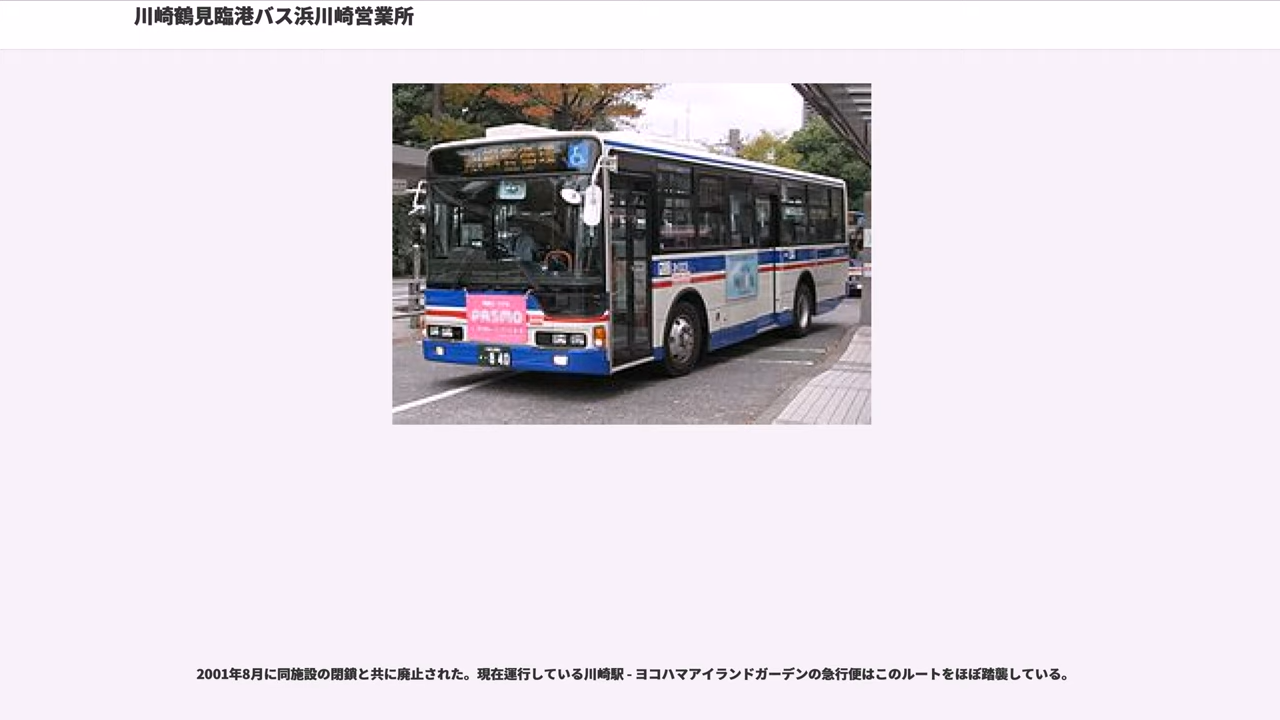 川崎鶴見臨港バス浜川崎営業所
PASMO
2001年8月に同施設の閉鎖と共に廃止された。現在運行している川崎駅 - ヨコハマアイランドガーデンの急行便はこのルートをほぼ踏襲している。